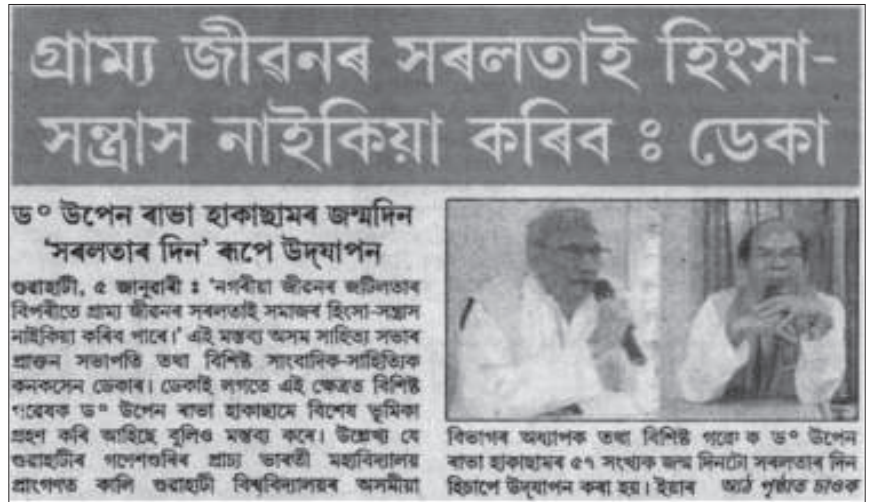 গ্ৰাম্য জীৱনৰ সৰলতাই হিংসা-
সন্ত্ৰাস নাইকিয়া কৰিব : ডেকা
ড° উপেন ৰাভা হাকাছামৰ জন্মদিন
‘সৰলতাৰ দিন’ ৰূপে উদ্‌যাপন
গুৱাহাটী, ৫ জানুৱাৰী : ‘নগৰীয়া জীৱনৰ জটিলতাৰ
বিপৰীতে গ্ৰাম্য জীৱনৰ সৰলতাই সমাজৰ হিংসা-সন্ত্ৰাস
নাইকিয়া কৰিব পাৰে।’ এই মন্তব্য অসম সাহিত্য সভাৰ
প্ৰাক্তন সভাপতি তথা বিশিষ্ট সাংবাদিক-সাহিত্যিক
কনকসেন ডেকাৰ। ডেকাই লগতে এই ক্ষেত্ৰত বিশিষ্ট
গৱেষক ড° উপেন ৰাভা হাকাছামে বিশেষ ভূমিকা
গ্ৰহণ কৰি আহিছে বুলিও মন্তব্য কৰে। উল্লেখ্য যে
গুৱাহাটীৰ গণেশগুৰিৰ প্ৰাচ্য ভাৰতী মহাবিদ্যালয়
প্ৰাংগণত কালি গুৱাহাটী বিশ্ববিদ্যালয়ৰ অসমীয়া
বিভাগৰ অধ্যাপক তথা বিশিষ্ট গৱেষক ড° উপেন
ৰাভা হাকাছামৰ ৫৭ সংখ্যক জন্ম দিনটো সৰলতাৰ দিন
হিচাপে উদ্‌যাপন কৰা হয়। ইয়াৰ আঠ পৃষ্ঠাত চাওক